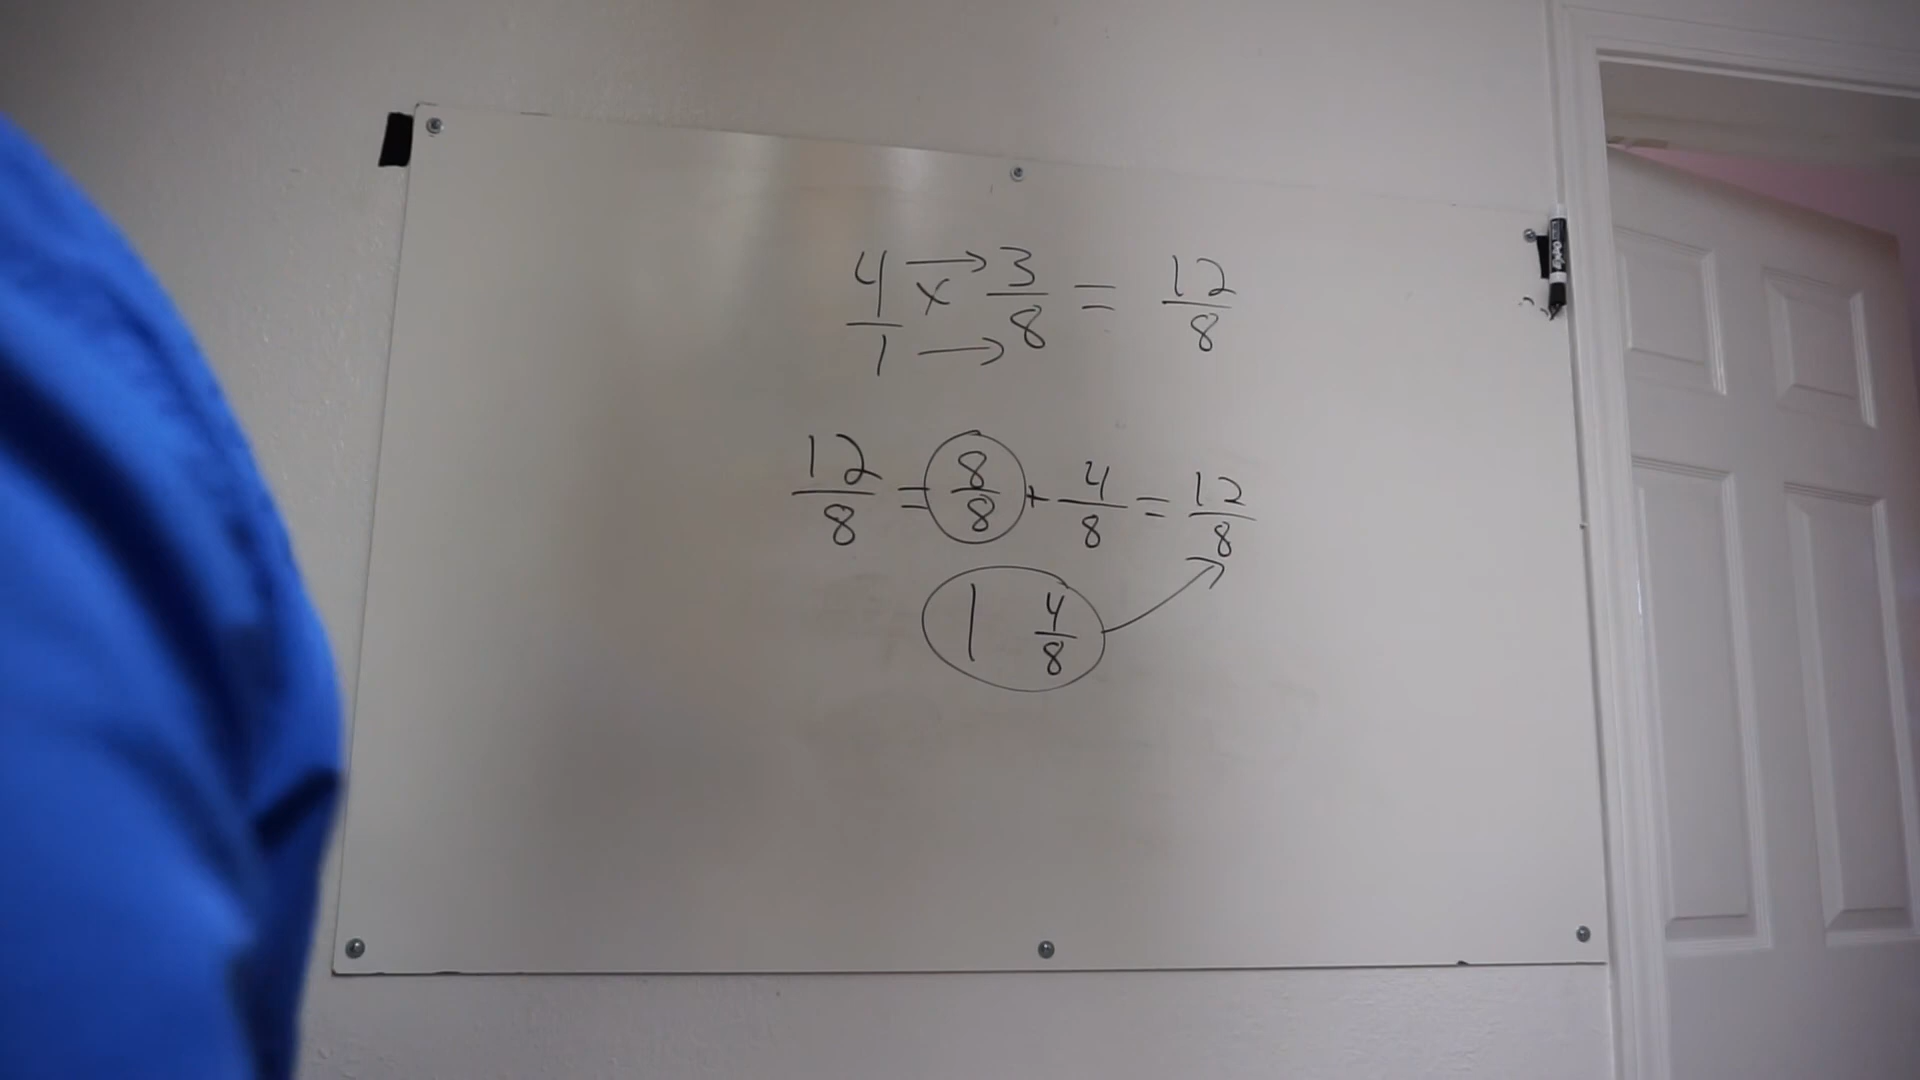 4/1 → x → 3/8 = 12/8
12/8 = 8/8 + 4/8 = 12/8
1 4/8